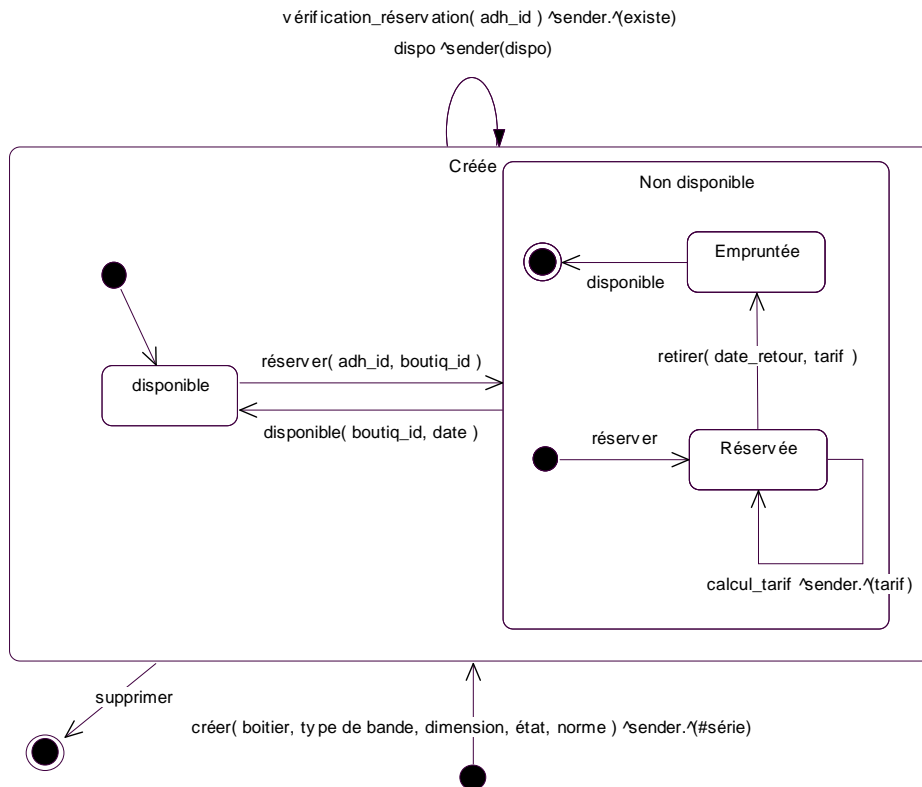 vérification_réservation( adh_id ) ^sender.^(existe)
dispo ^sender(dispo)
Créée
Non disponible
Empruntée
disponible
retirer( date_retour, tarif )
réserver( adh_id, boutiq_id )
disponible
disponible( boutiq_id, date )
réserver
Réservée
calcul_tarif ^sender.^(tarif)
supprimer
créer( boitier, type de bande, dimension, état, norme ) ^sender.^(#série)